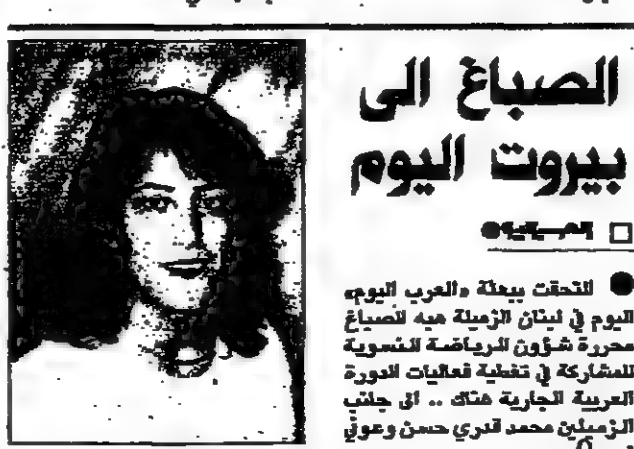 الصباغ الى
بيروت اليوم
● التحقت ببعثة «العرب اليوم»
اليوم في لبنان الزميلة هبه الصباغ
محررة شؤون الرياضة النسوية
للمشاركة في تغطية فعاليات الدورة
العربية الجارية هناك .. الى جانب
الزميلين محمد قدري حسن وعوني